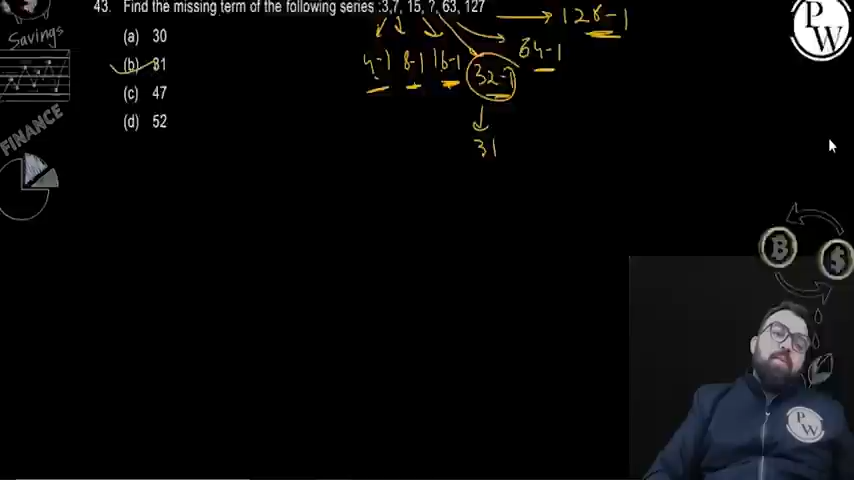 43. Find the missing term of the following series :3,7, 15, ?, 63, 127
128-1
P
W
Savings
(a) 30
64-1
(b) 31
4-1 8-1 16-1 32-1
(c) 47
FINANCE
(d) 52
31
B $
P
W